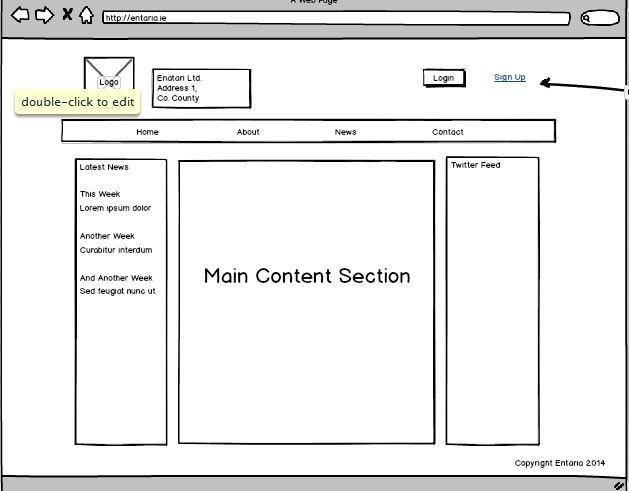 A Web Page
http://entaria.ie
Logo
double-click to edit
Enatan Ltd.
Address 1,
Co. County
Login
Sign Up
Home About News Contact
Latest News
This Week
Lorem ipsum dolor
Another Week
Curabitur interdum
And Another Week
Sed feugiat nunc ut
Main Content Section
Twitter Feed
Copyright Entaria 2014